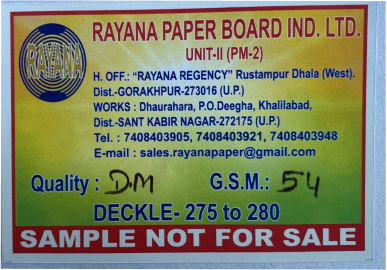 RAYANA PAPER BOARD IND. LTD.
RAYANA
UNIT-II (PM-2)
H. OFF.: “RAYANA REGENCY” Rustampur Dhala (West).
Dist.-GORAKHPUR-273016 (U.P.)
WORKS : Dhaurahara, P.O.Deegha, Khalilabad,
Dist.-SANT KABIR NAGAR-272175 (U.P.)
Tel. : 7408403905, 7408403921, 7408403948
E-mail : sales.rayanapaper@gmail.com
Quality : D.M G.S.M.: 54
DECKLE- 275 to 280
SAMPLE NOT FOR SALE